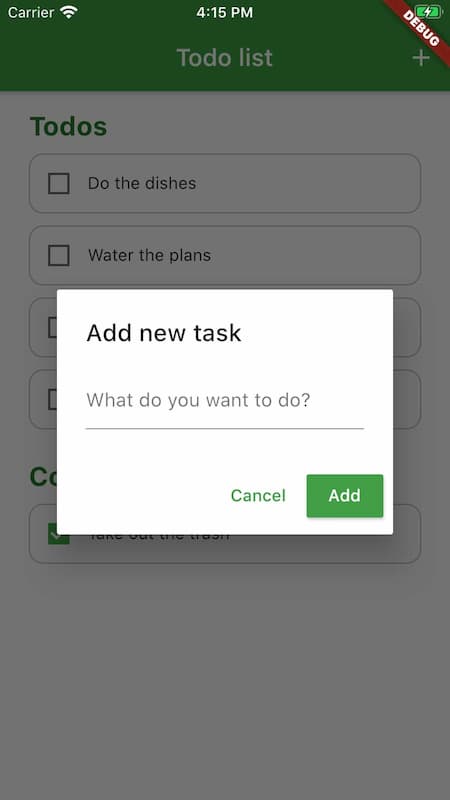 Carrier 4:15 PM
DEBUG
Todo list +
Todos
Do the dishes
Water the plans
Add new task
What do you want to do?
Cancel Add
Co
Take out the trash